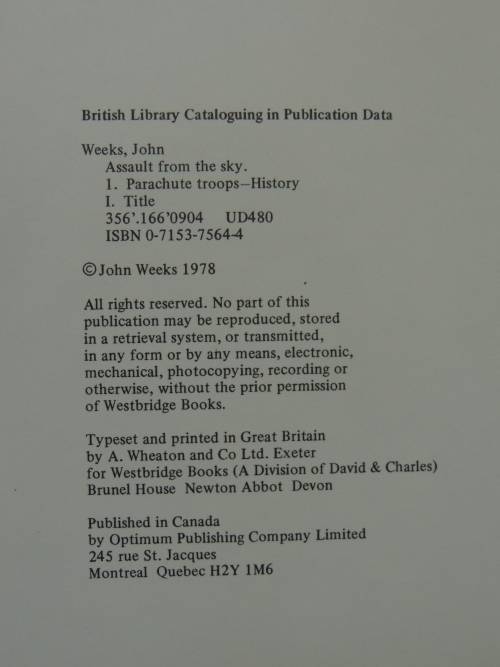 British Library Cataloguing in Publication Data
Weeks, John
Assault from the sky.
1. Parachute troops—History
I. Title
356'.166'0904 UD480
ISBN 0-7153-7564-4
©John Weeks 1978
All rights reserved. No part of this
publication may be reproduced, stored
in a retrieval system, or transmitted,
in any form or by any means, electronic,
mechanical, photocopying, recording or
otherwise, without the prior permission
of Westbridge Books.
Typeset and printed in Great Britain
by A. Wheaton and Co Ltd. Exeter
for Westbridge Books (A Division of David & Charles)
Brunel House Newton Abbot Devon
Published in Canada
by Optimum Publishing Company Limited
245 rue St. Jacques
Montreal Quebec H2Y 1M6